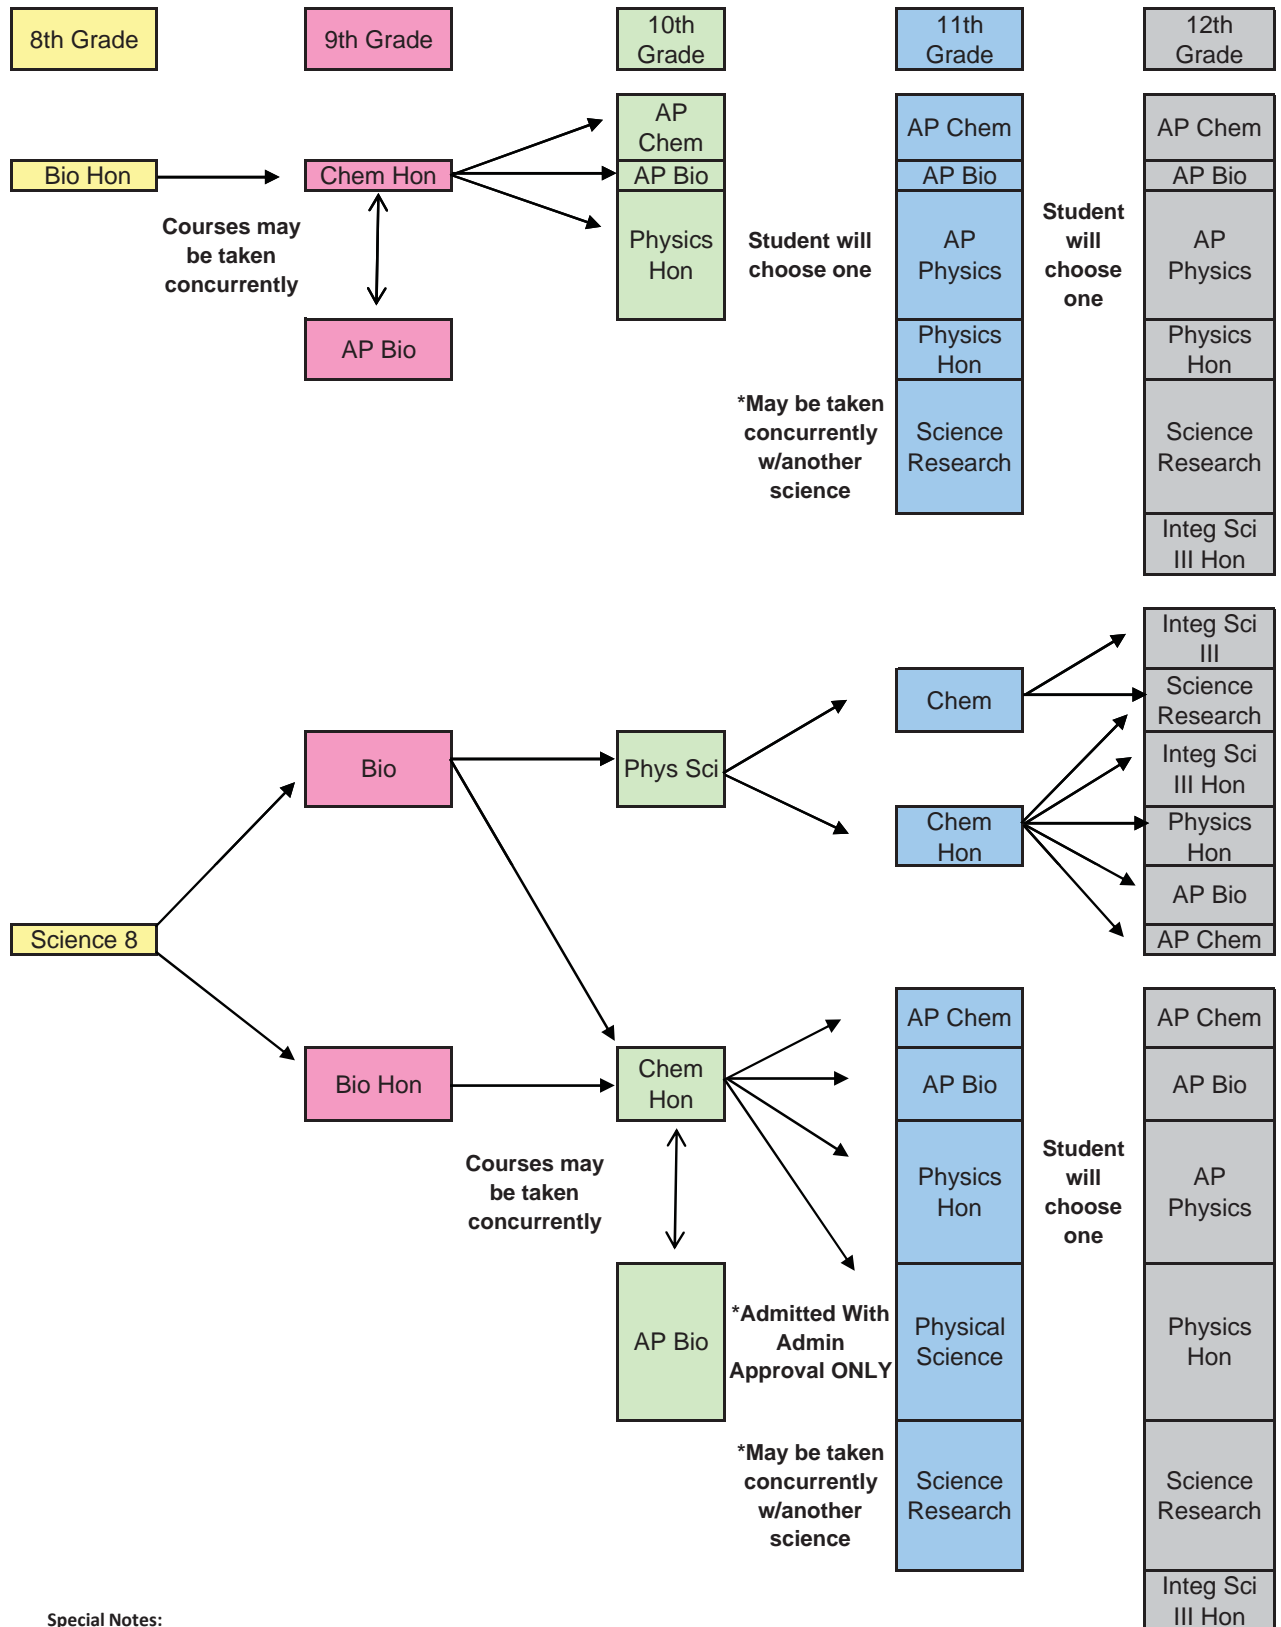 8th Grade
9th Grade
10th
Grade
11th
Grade
12th
Grade
Bio Hon
Chem Hon
Courses may
be taken
concurrently
AP Bio
AP
Chem
AP Bio
Physics
Hon
Student will
choose one
*May be taken
concurrently
w/another
science
AP Chem
AP Bio
AP
Physics
Physics
Hon
Science
Research
Student
will
choose
one
AP Chem
AP Bio
AP
Physics
Physics
Hon
Science
Research
Integ Sci
III Hon
Science 8
Bio
Phys Sci
Chem
Chem
Hon
Integ Sci
III
Science
Research
Integ Sci
III Hon
Physics
Hon
AP Bio
AP Chem
Bio Hon
Courses may
be taken
concurrently
Chem
Hon
AP Bio
*Admitted With
Admin
Approval ONLY
*May be taken
concurrently
w/another
science
AP Chem
AP Bio
Physics
Hon
Physical
Science
Science
Research
Student
will
choose
one
AP Chem
AP Bio
AP
Physics
Physics
Hon
Science
Research
Integ Sci
III Hon
Special Notes: